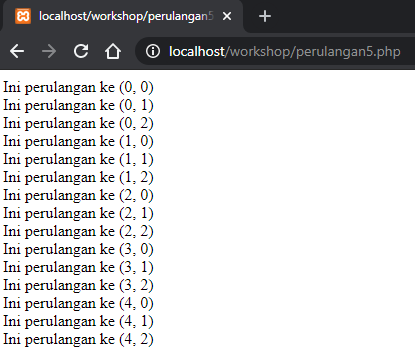 localhost/workshop/perulangan5
localhost/workshop/perulangan5.php
Ini perulangan ke (0, 0)
Ini perulangan ke (0, 1)
Ini perulangan ke (0, 2)
Ini perulangan ke (1, 0)
Ini perulangan ke (1, 1)
Ini perulangan ke (1, 2)
Ini perulangan ke (2, 0)
Ini perulangan ke (2, 1)
Ini perulangan ke (2, 2)
Ini perulangan ke (3, 0)
Ini perulangan ke (3, 1)
Ini perulangan ke (3, 2)
Ini perulangan ke (4, 0)
Ini perulangan ke (4, 1)
Ini perulangan ke (4, 2)